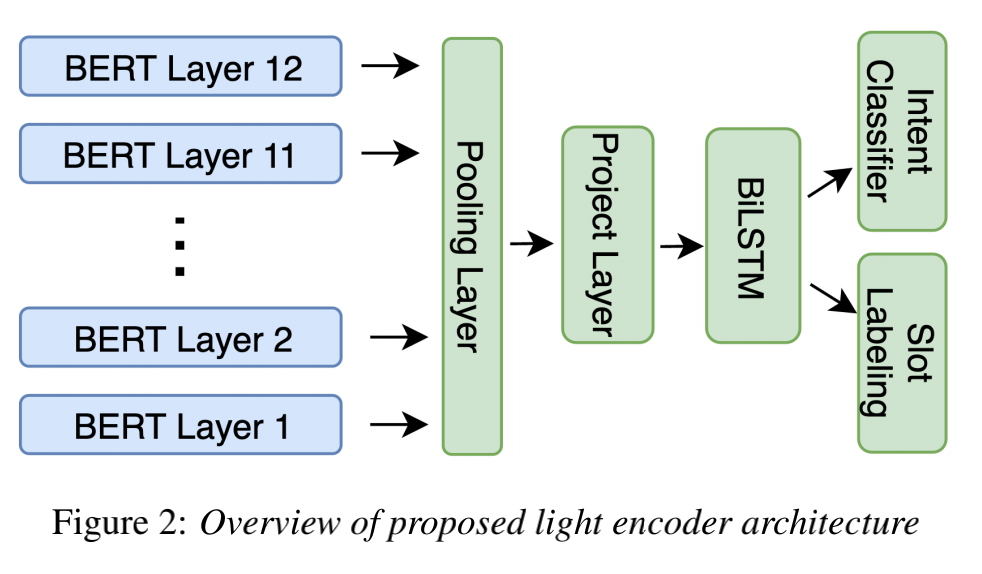 BERT Layer 12
BERT Layer 11
BERT Layer 2
BERT Layer 1
Pooling Layer
Project Layer
BiLSTM
Intent
Classifier
Slot
Labeling
Figure 2: Overview of proposed light encoder architecture